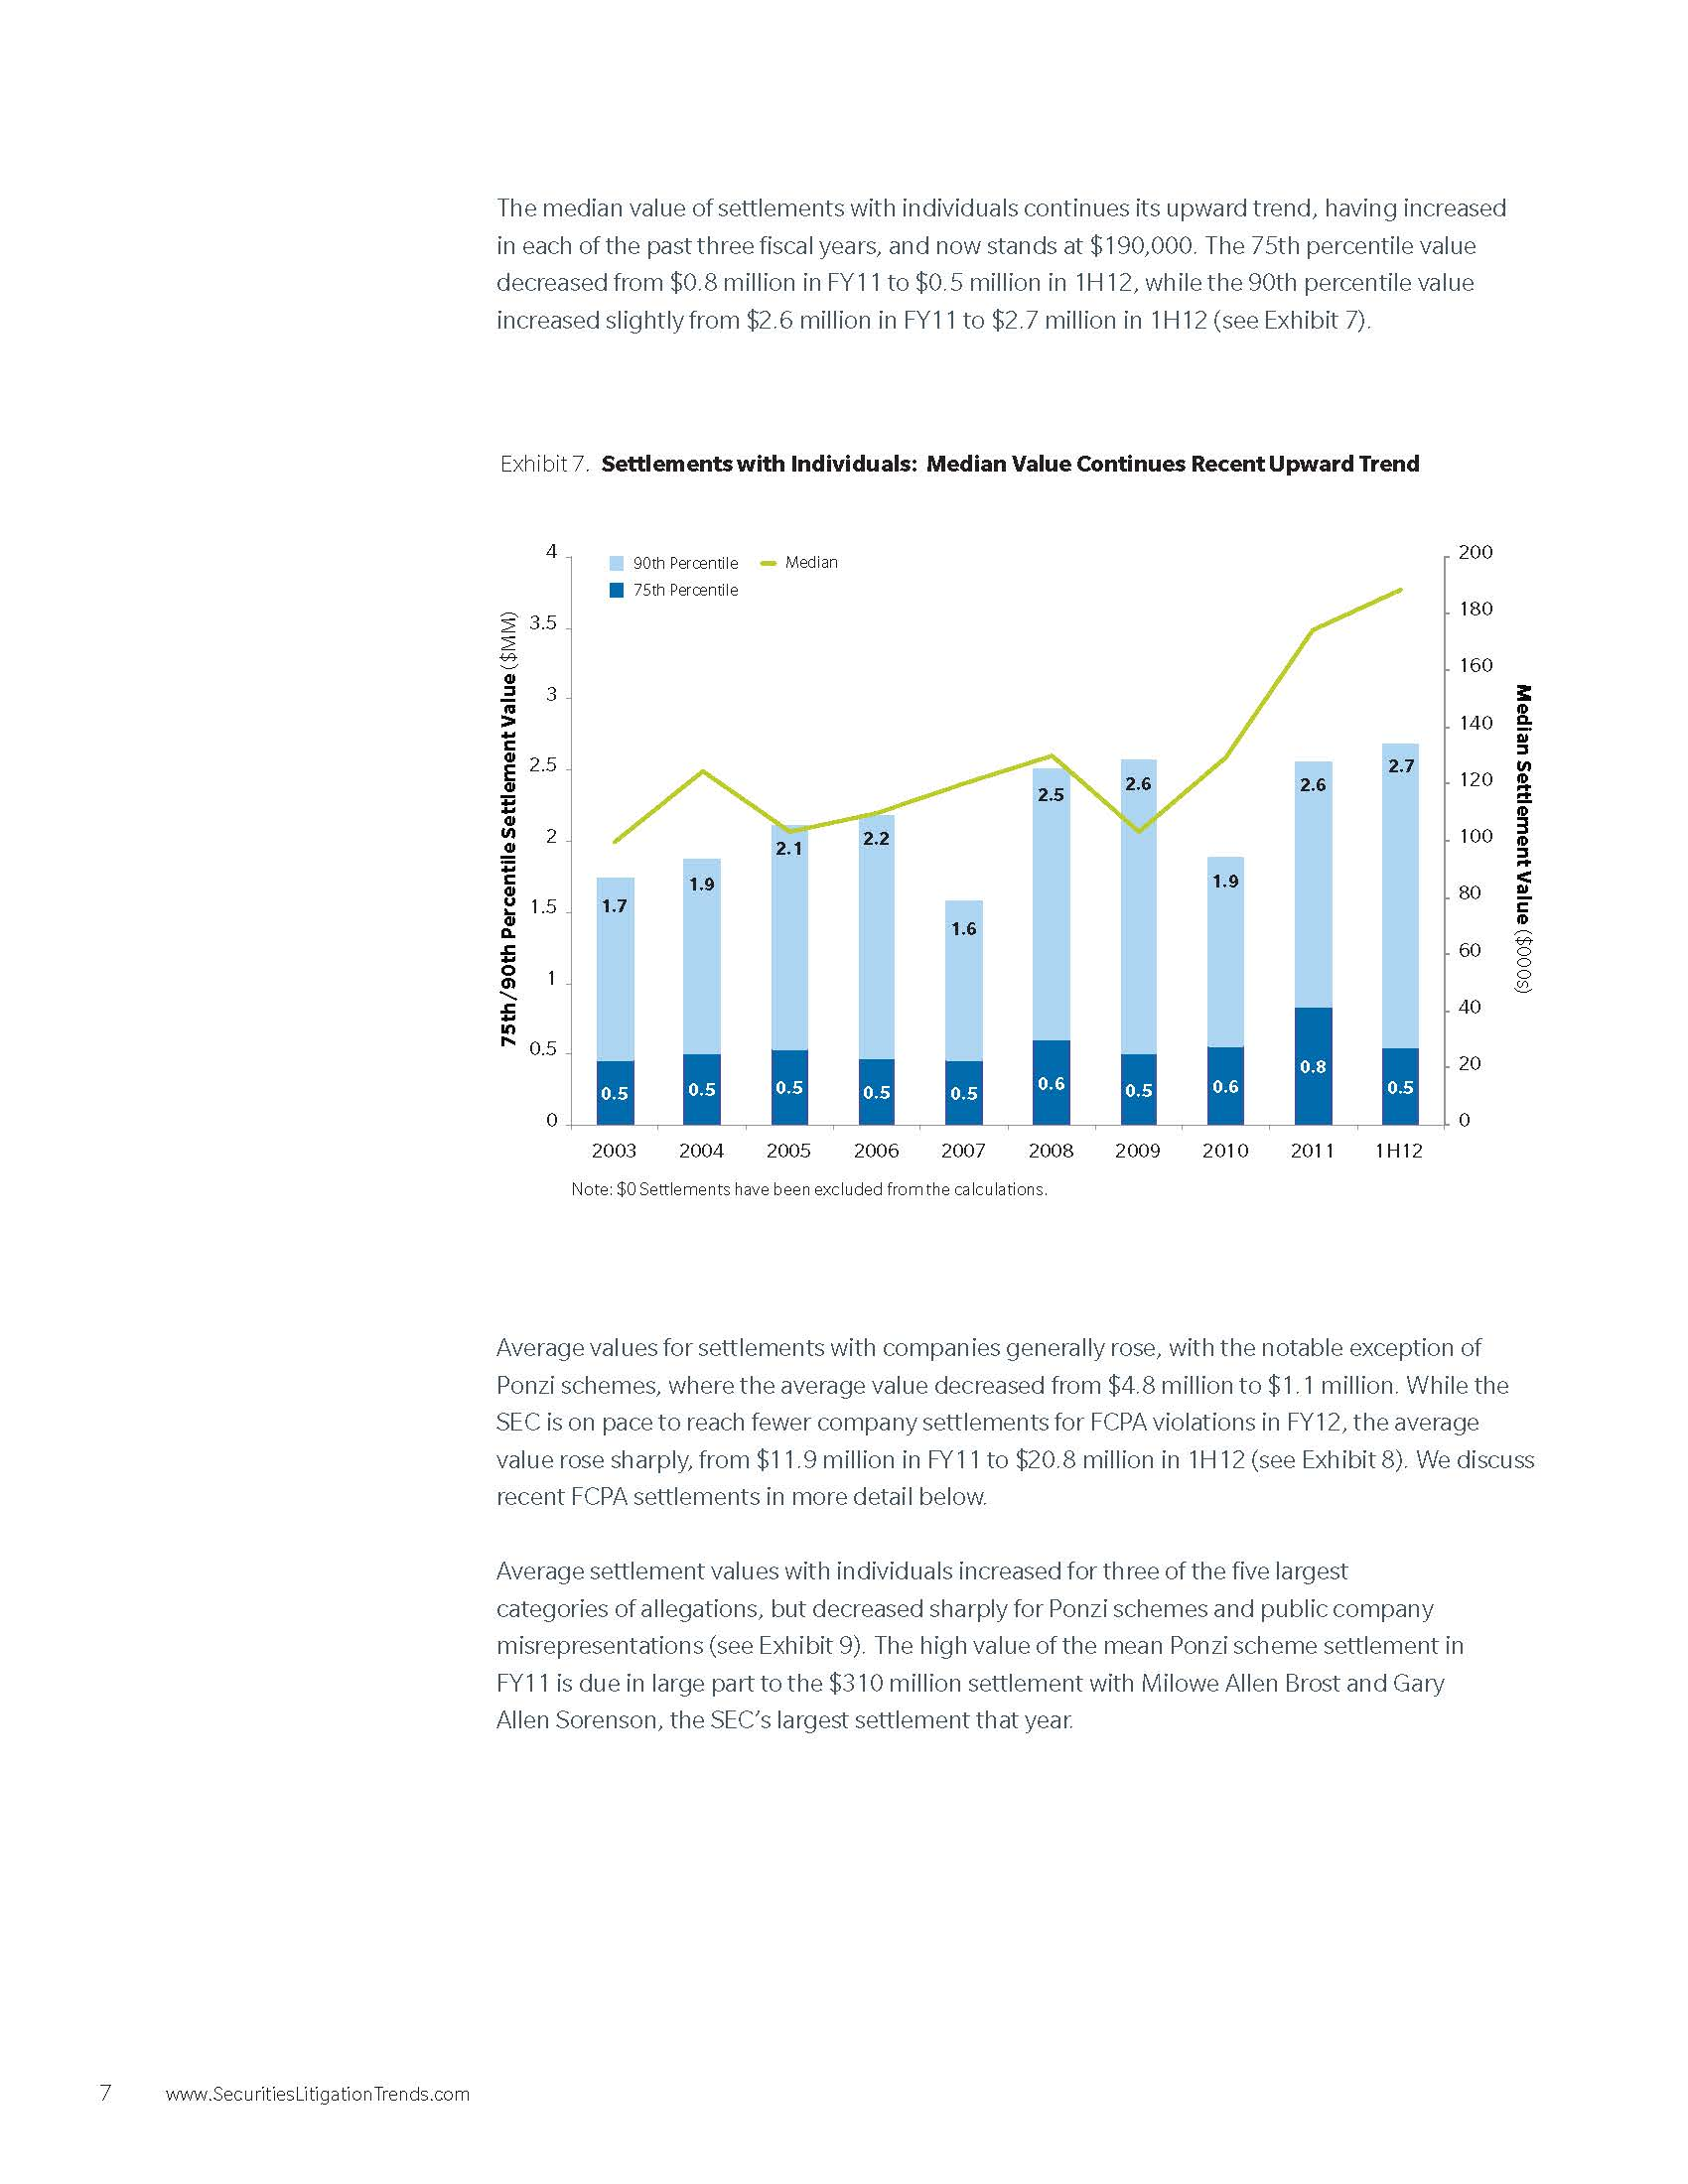 The median value of settlements with individuals continues its upward trend, having increased
in each of the past three fiscal years, and now stands at $190,000. The 75th percentile value
decreased from $0.8 million in FY11 to $0.5 million in 1H12, while the 90th percentile value
increased slightly from $2.6 million in FY11 to $2.7 million in 1H12 (see Exhibit 7).
Exhibit 7. Settlements with Individuals: Median Value Continues Recent Upward Trend
75th/90th Percentile Settlement Value ($MM)
4
3.5
3
2.5
2
1.5
1
0.5
0
90th Percentile
Median
75th Percentile
1.7
1.9
2.1
2.2
1.6
2.5
2.6
1.9
2.6
2.7
0.5
0.5
0.5
0.5
0.5
0.6
0.5
0.6
0.8
0.5
200
180
160
140
120
100
80
60
40
20
0
Median Settlement Value ($000s)
2003 2004 2005 2006 2007 2008 2009 2010 2011 1H12
Note: $0 Settlements have been excluded from the calculations.
Average values for settlements with companies generally rose, with the notable exception of
Ponzi schemes, where the average value decreased from $4.8 million to $1.1 million. While the
SEC is on pace to reach fewer company settlements for FCPA violations in FY12, the average
value rose sharply, from $11.9 million in FY11 to $20.8 million in 1H12 (see Exhibit 8). We discuss
recent FCPA settlements in more detail below.
Average settlement values with individuals increased for three of the five largest
categories of allegations, but decreased sharply for Ponzi schemes and public company
misrepresentations (see Exhibit 9). The high value of the mean Ponzi scheme settlement in
FY11 is due in large part to the $310 million settlement with Milowe Allen Brost and Gary
Allen Sorenson, the SEC’s largest settlement that year.
7 www.SecuritiesLitigationTrends.com